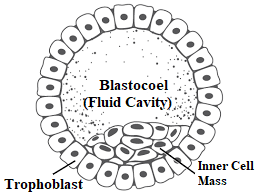 Blastocoel
(Fluid Cavity)
Inner Cell
Mass
Trophoblast